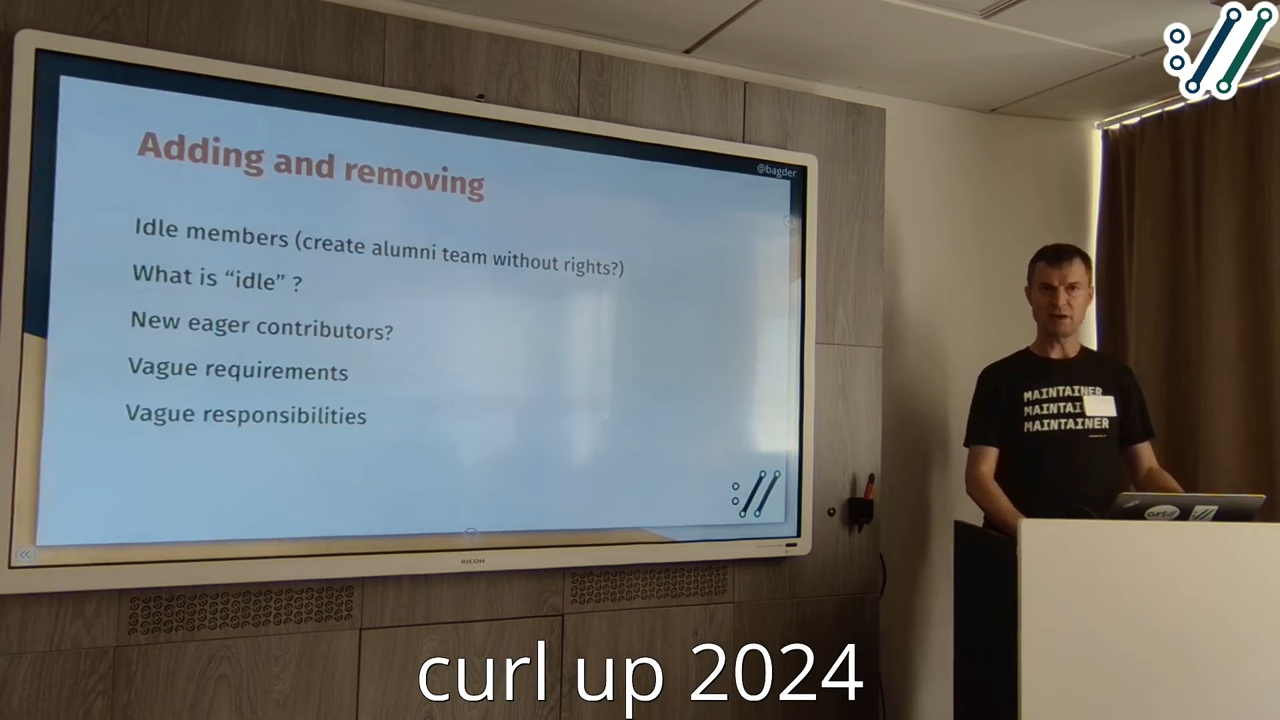 @bagder
Adding and removing
Idle members (create alumni team without rights?)
What is “idle” ?
New eager contributors?
Vague requirements
Vague responsibilities
RICOH
MAINTAINER
MAINTAI
MAINTAINER
curl
curl up 2024